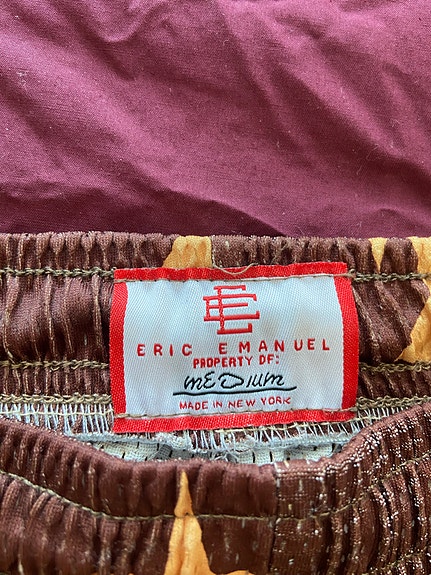 EE
ERIC EMANUEL
PROPERTY OF:
MEDIUM
MADE IN NEW YORK